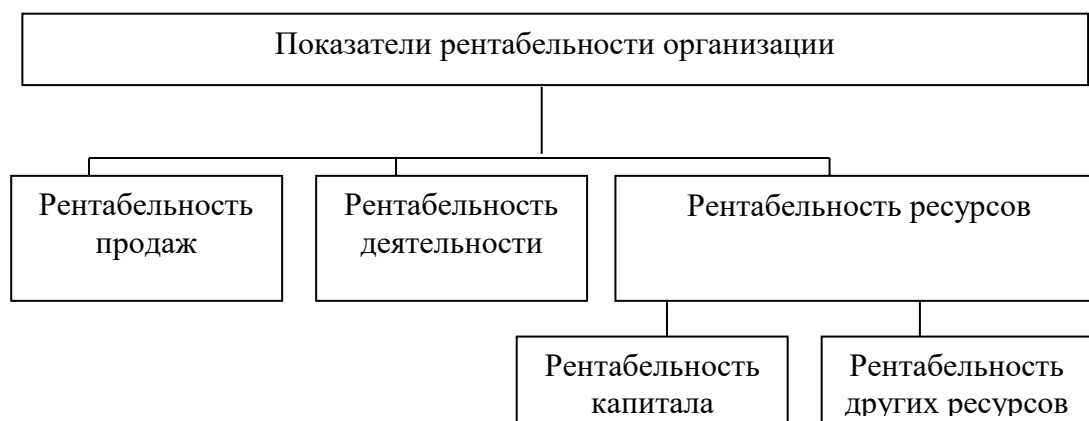 Показатели рентабельности организации
Рентабельность
продаж
Рентабельность
деятельности
Рентабельность ресурсов
Рентабельность
капитала
Рентабельность
других ресурсов